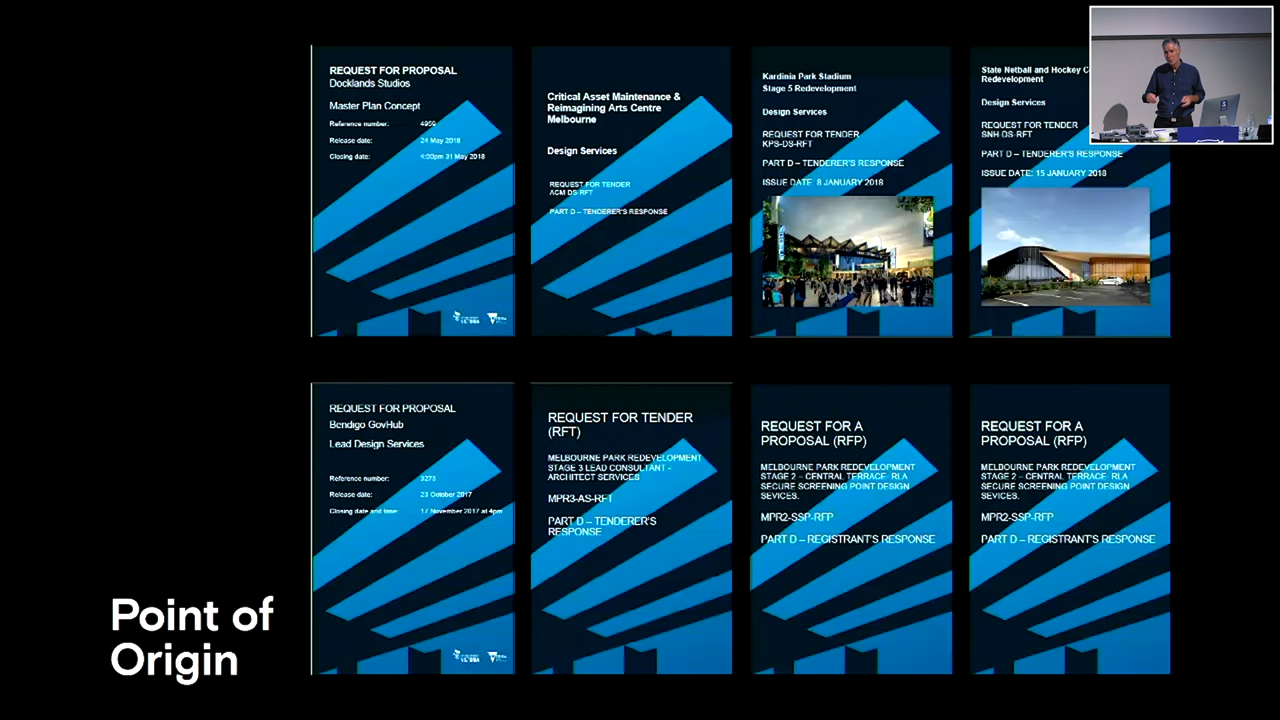 REQUEST FOR PROPOSAL
Docklands Studios
Master Plan Concept
Reference number: 4959
Release date: 24 May 2018
Closing date: 4:00pm 31 May 2018
VICTORIA
Critical Asset Maintenance &
Reimagining Arts Centre
Melbourne
Design Services
REQUEST FOR TENDER
ACM-DS-RFT
PART D – TENDERER'S RESPONSE
Kardinia Park Stadium
Stage 5 Redevelopment
Design Services
REQUEST FOR TENDER
KPS-DS-RFT
PART D – TENDERER'S RESPONSE
ISSUE DATE: 8 JANUARY 2018
State Netball and Hockey C
Redevelopment
Design Services
REQUEST FOR TENDER
SNH-DS-RFT
PART D – TENDERER'S RESPONSE
ISSUE DATE: 15 JANUARY 2018
REQUEST FOR PROPOSAL
Bendigo GovHub
Lead Design Services
Reference number: 3273
Release date: 23 October 2017
Closing date and time: 17 November 2017 at 4pm
VICTORIA
REQUEST FOR TENDER
(RFT)
MELBOURNE PARK REDEVELOPMENT
STAGE 3 LEAD CONSULTANT -
ARCHITECT SERVICES
MPR3-AS-RFT
PART D – TENDERER'S
RESPONSE
REQUEST FOR A
PROPOSAL (RFP)
MELBOURNE PARK REDEVELOPMENT
STAGE 2 – CENTRAL TERRACE RLA
SECURE SCREENING POINT DESIGN
SEVICES.
MPR2-SSP-RFP
PART D – REGISTRANT'S RESPONSE
REQUEST FOR A
PROPOSAL (RFP)
MELBOURNE PARK REDEVELOPMENT
STAGE 2 – CENTRAL TERRACE RLA
SECURE SCREENING POINT DESIGN
SEVICES.
MPR2-SSP-RFP
PART D – REGISTRANT'S RESPONSE
Point of
Origin